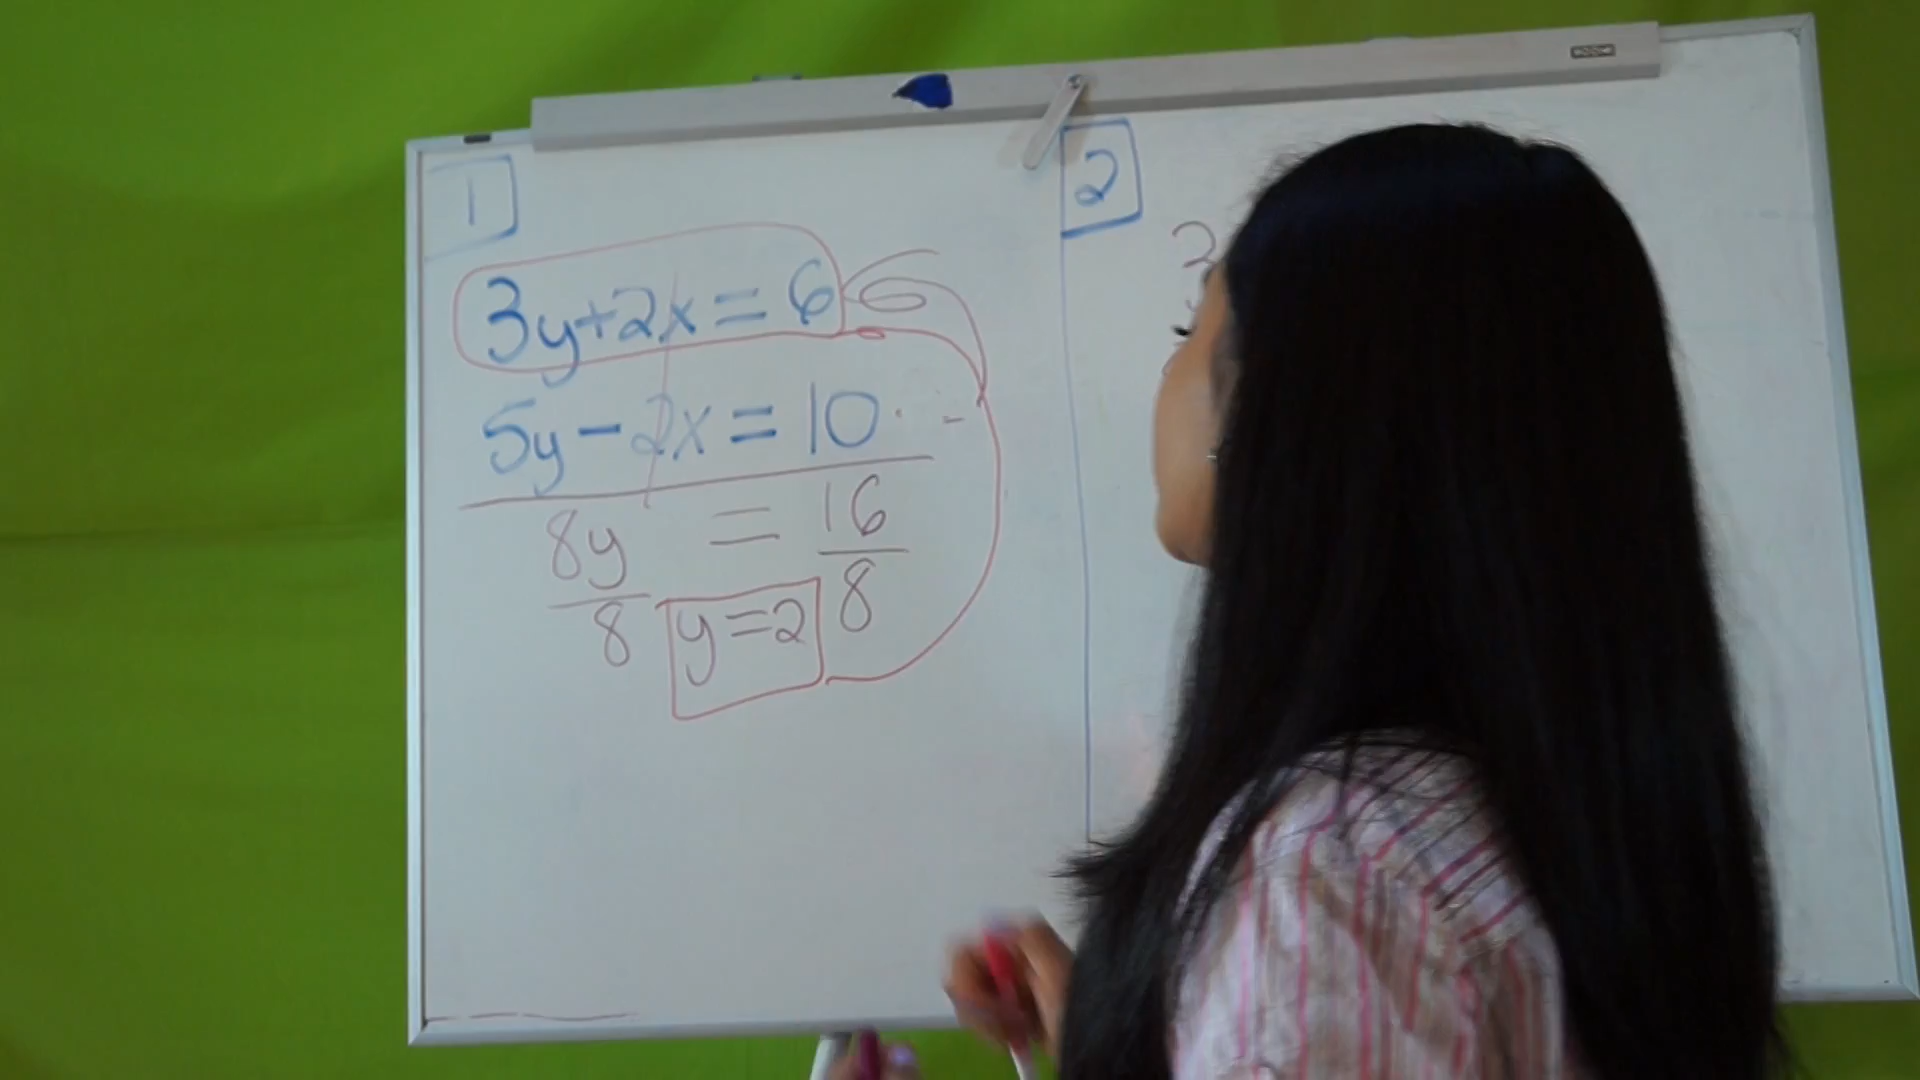 1
3y+2x=6
5y-2x=10
8y = 16
8 8
y=2
2